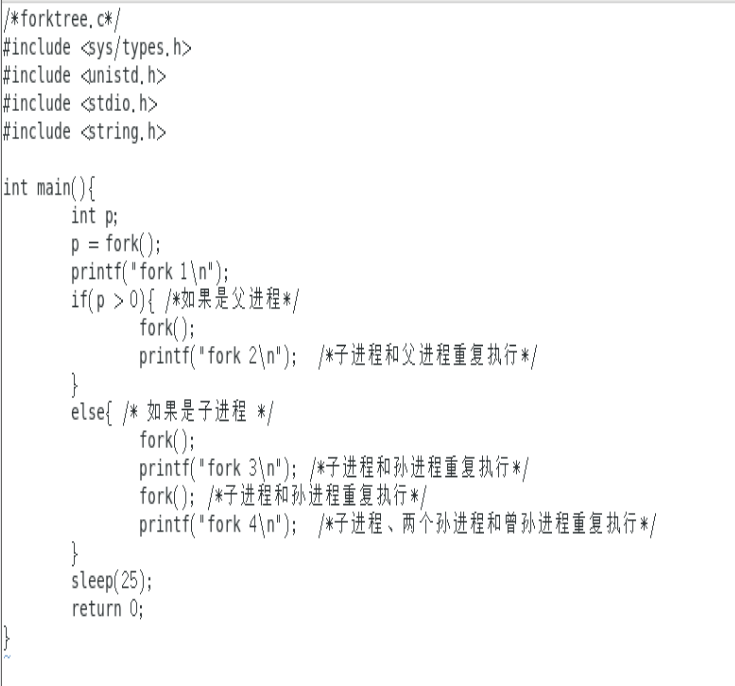 /*forktree.c*/
#include <sys/types.h>
#include <unistd.h>
#include <stdio.h>
#include <string.h>

int main(){
        int p;
        p = fork();
        printf("fork 1\n");
        if(p > 0){ /*如果是父进程*/
                fork();
                printf("fork 2\n");  /*子进程和父进程重复执行*/
        }
        else{ /* 如果是子进程 */
                fork();
                printf("fork 3\n"); /*子进程和孙进程重复执行*/
                fork(); /*子进程和孙进程重复执行*/
                printf("fork 4\n");  /*子进程、两个孙进程和曾孙进程重复执行*/
        }
        sleep(25);
        return 0;
}
~